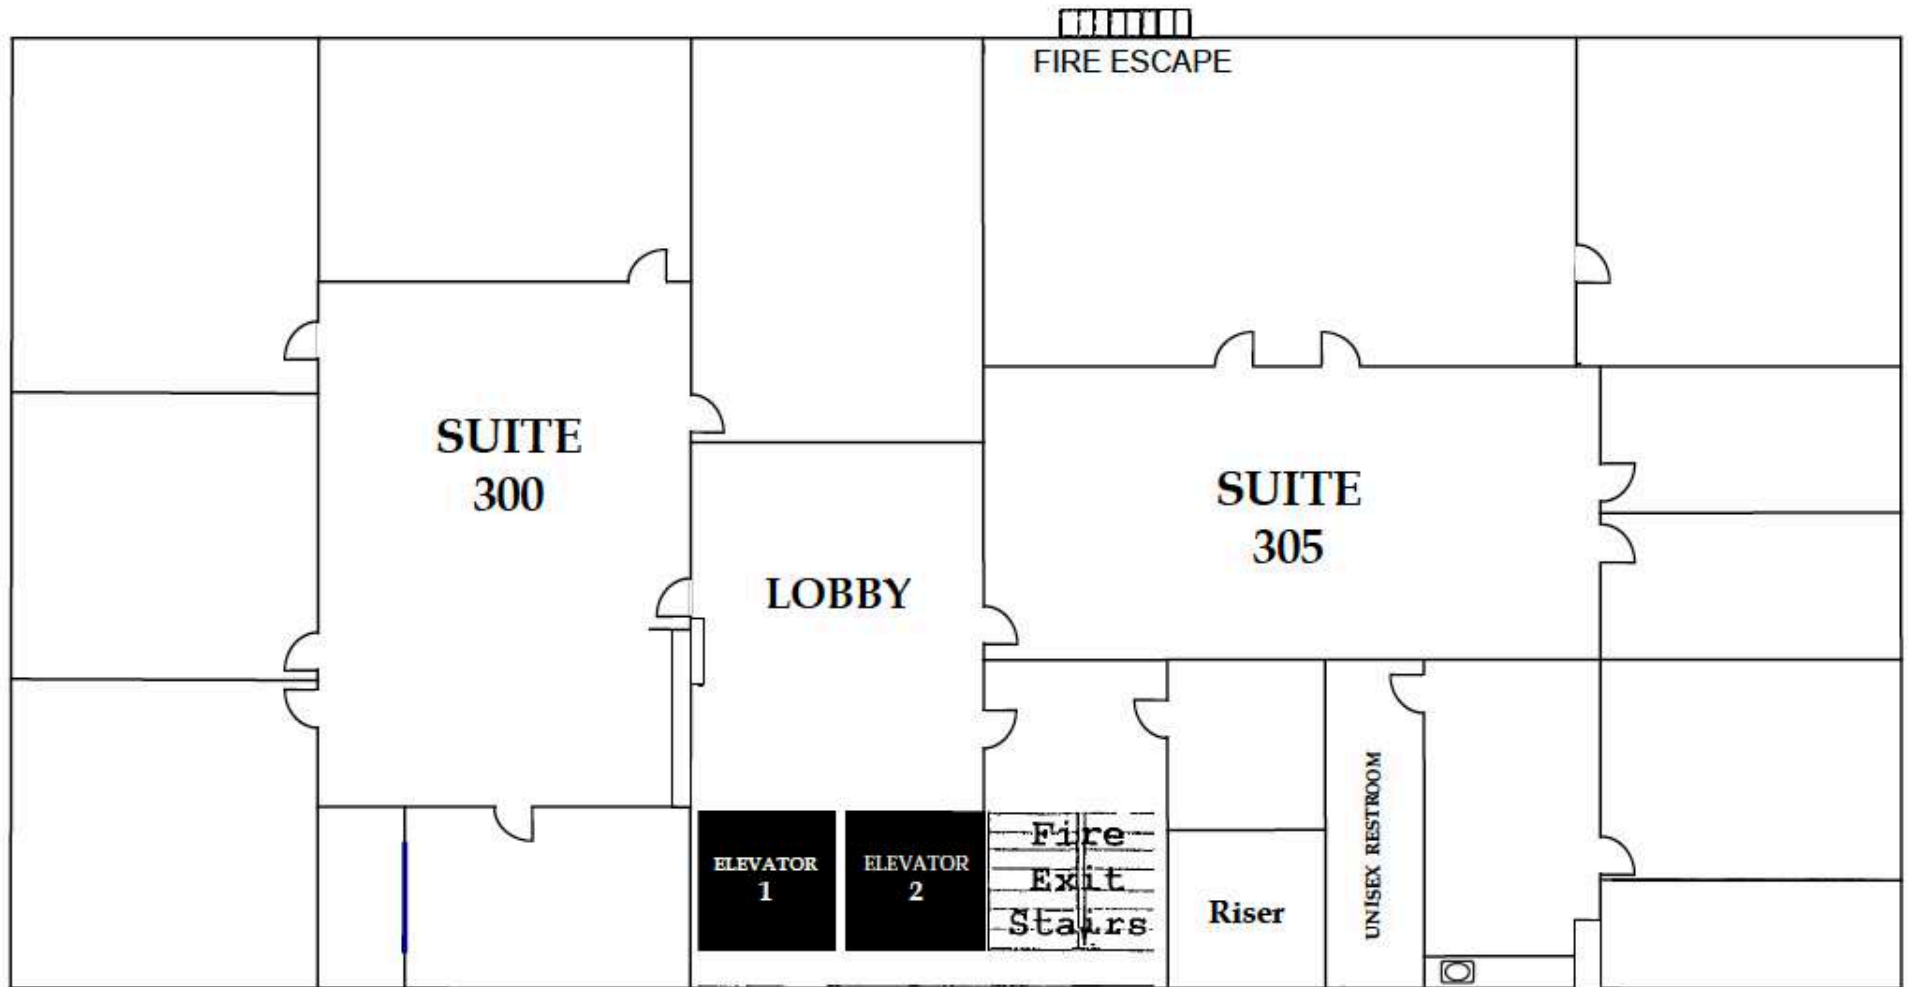 FIRE ESCAPE
SUITE
300
SUITE
305
LOBBY
ELEVATOR
1
ELEVATOR
2
Fire
Exit
Stairs
Riser
UNISEX RESTROOM